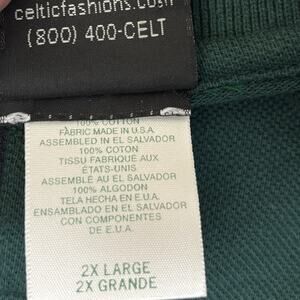 celticfashions.com
(800) 400-CELT
100% COTTON
FABRIC MADE IN U.S.A.
ASSEMBLED IN EL SALVADOR
100% COTON
TISSU FABRIQUÉ AUX
ÉTATS-UNIS
ASSEMBLÉ AU EL SALVADOR
100% ALGODON
TELA HECHA EN E.U.A.
ENSAMBLADO EN EL SALVADOR
CON COMPONENTES
DE E.U.A.
2X LARGE
2X GRANDE